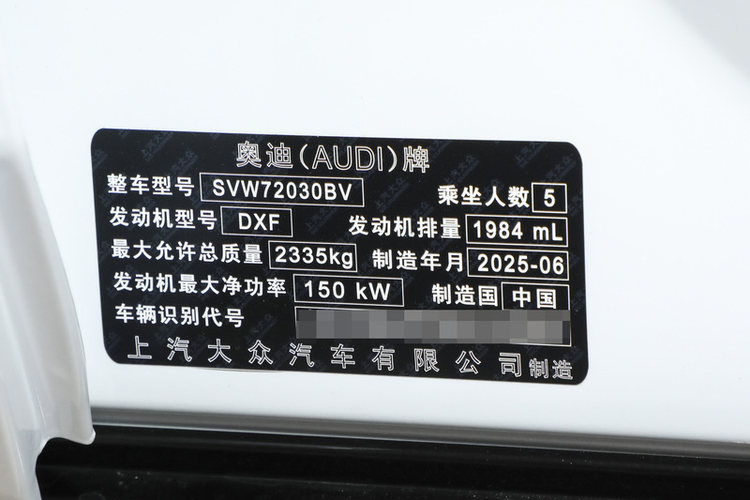 奥迪(AUDI)牌
整车型号 SVW72030BV 乘坐人数 5
发动机型号 DXF 发动机排量 1984 mL
最大允许总质量 2335kg 制造年月 2025-06
发动机最大净功率 150 kW 制造国 中国
车辆识别代号
上汽大众汽车有限公司制造